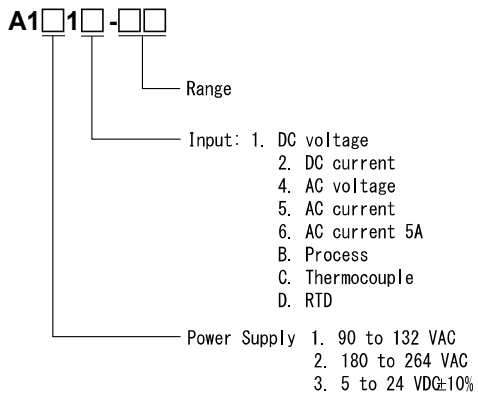 A1□1□-□□
Range
Input: 1. DC voltage
2. DC current
4. AC voltage
5. AC current
6. AC current 5A
B. Process
C. Thermocouple
D. RTD
Power Supply 1. 90 to 132 VAC
2. 180 to 264 VAC
3. 5 to 24 VDC±10%